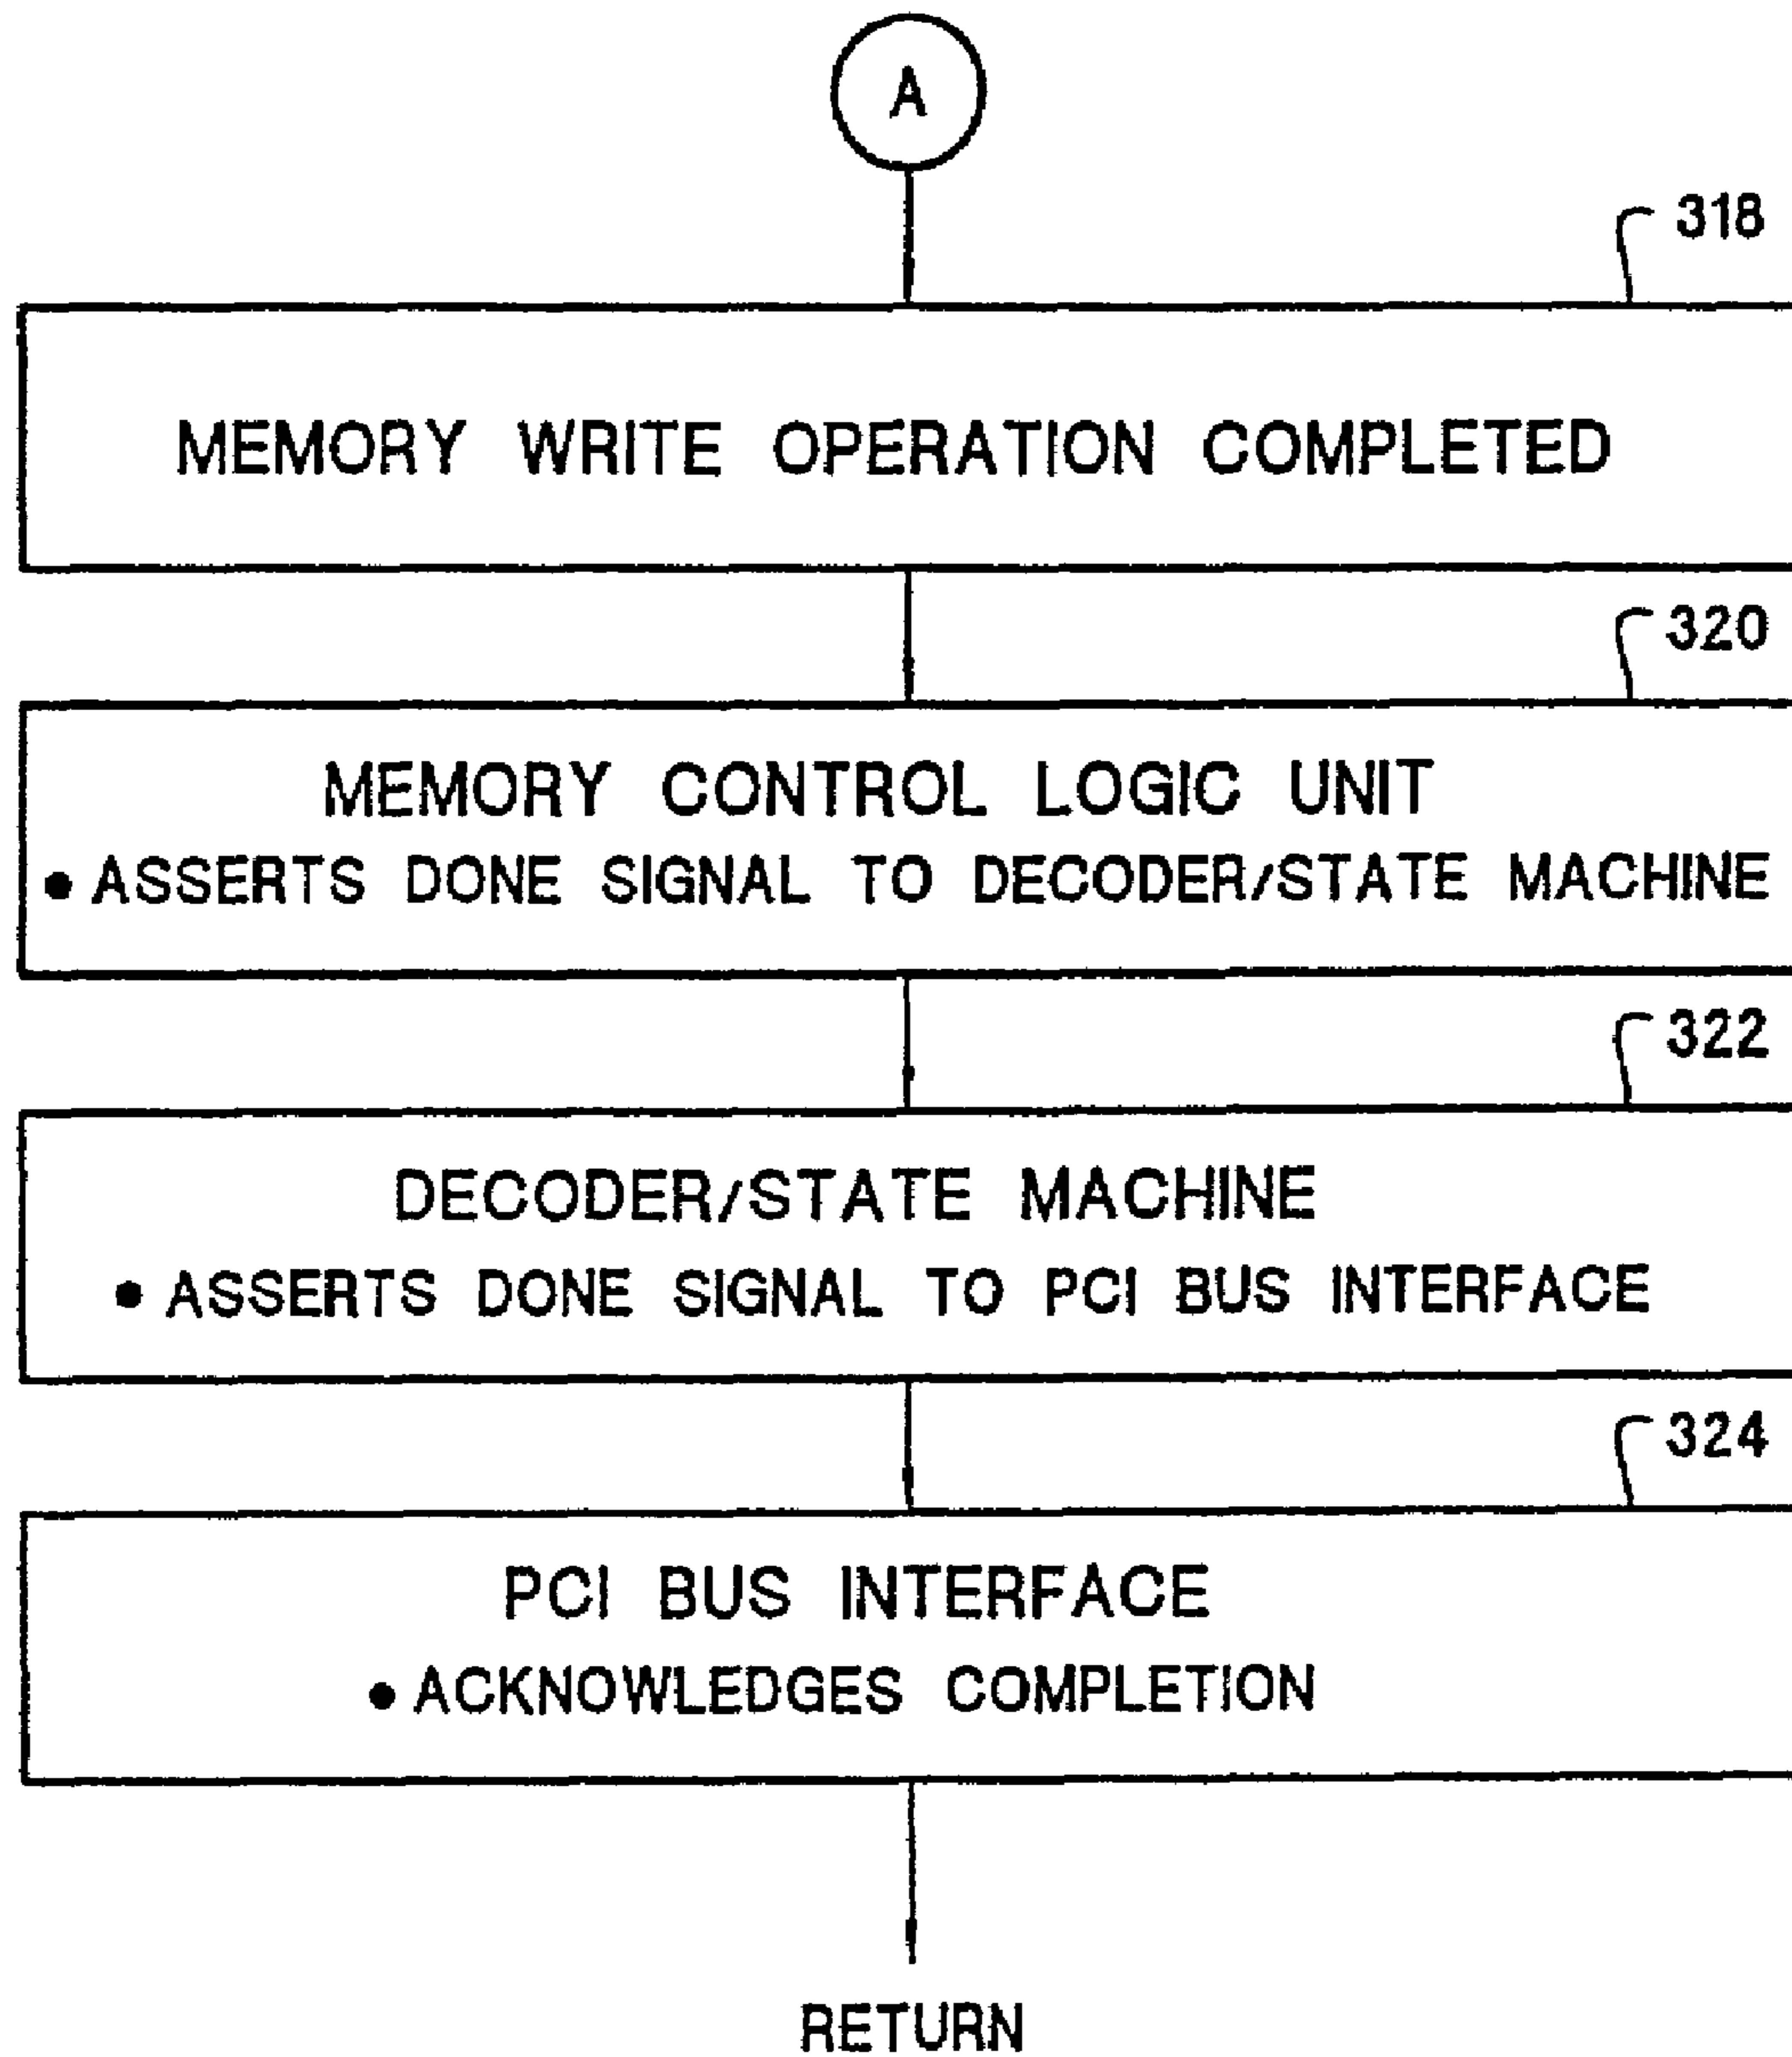 A
318
MEMORY WRITE OPERATION COMPLETED
320
MEMORY CONTROL LOGIC UNIT
● ASSERTS DONE SIGNAL TO DECODER/STATE MACHINE
322
DECODER/STATE MACHINE
● ASSERTS DONE SIGNAL TO PCI BUS INTERFACE
324
PCI BUS INTERFACE
● ACKNOWLEDGES COMPLETION
RETURN